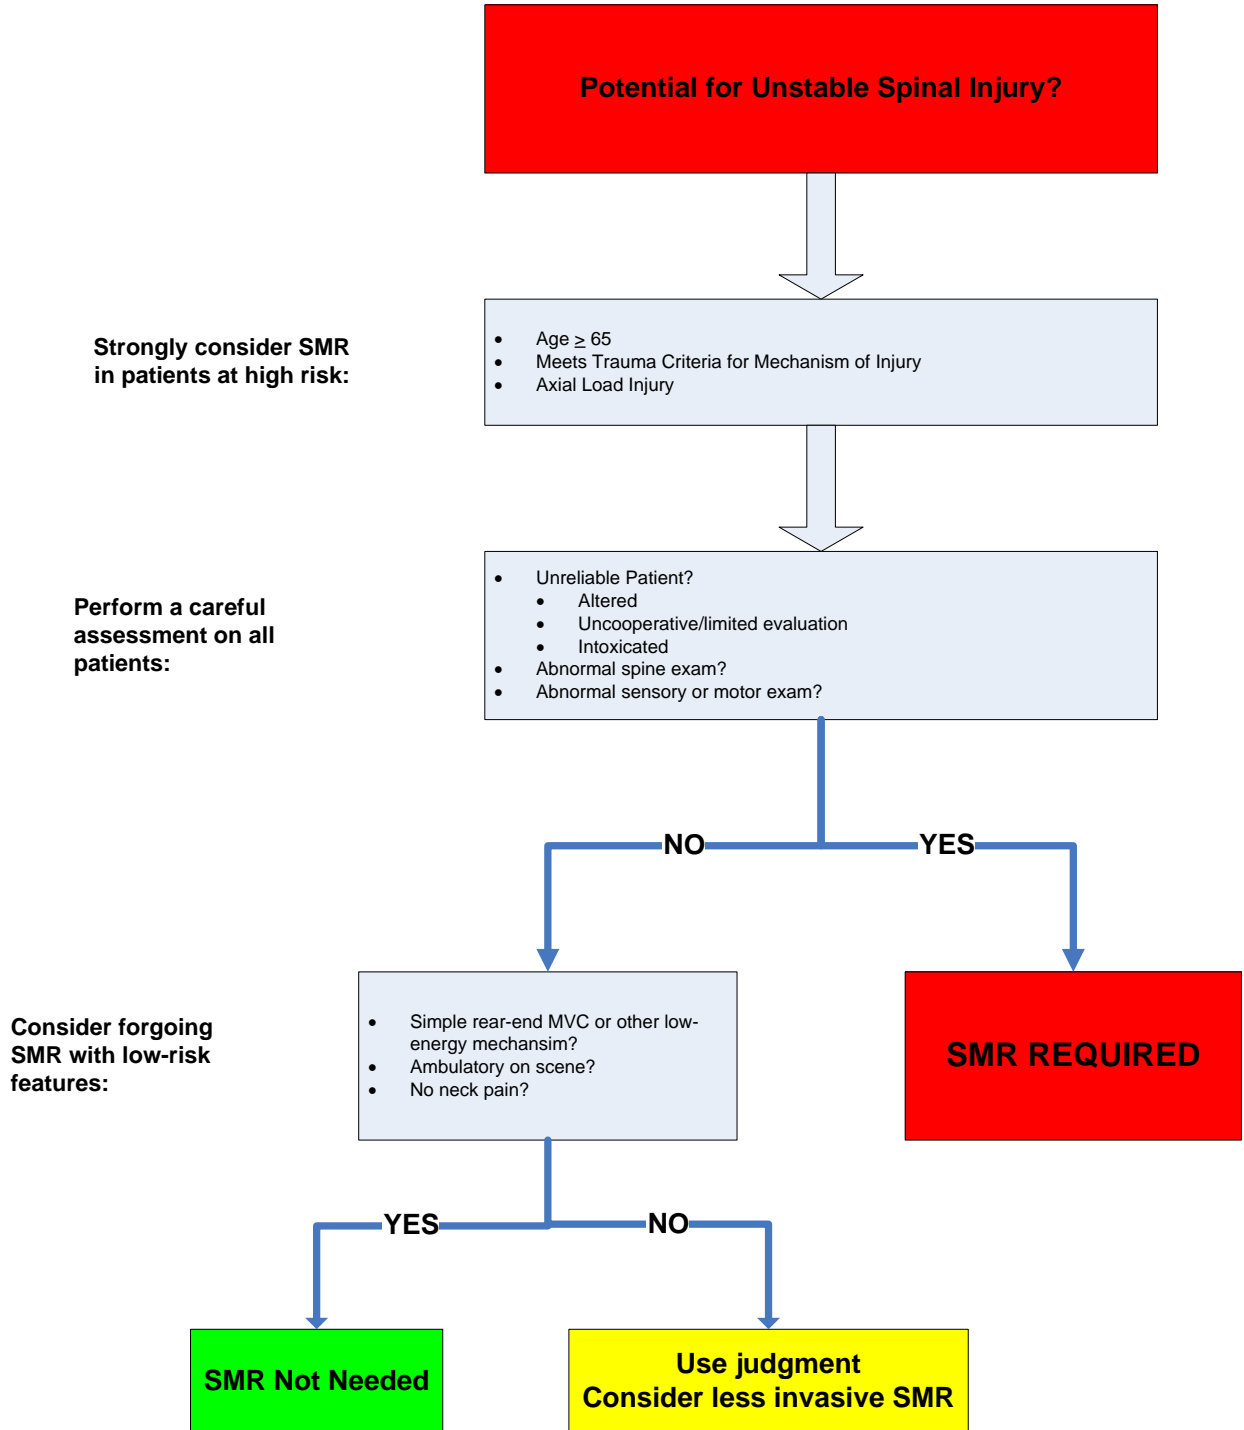 Potential for Unstable Spinal Injury?
Strongly consider SMR
in patients at high risk:
• Age ≥ 65
• Meets Trauma Criteria for Mechanism of Injury
• Axial Load Injury
Perform a careful
assessment on all
patients:
• Unreliable Patient?
• Altered
• Uncooperative/limited evaluation
• Intoxicated
• Abnormal spine exam?
• Abnormal sensory or motor exam?
NO
YES
Consider forgoing
SMR with low-risk
features:
• Simple rear-end MVC or other low-
energy mechansim?
• Ambulatory on scene?
• No neck pain?
SMR REQUIRED
YES
NO
SMR Not Needed
Use judgment
Consider less invasive SMR